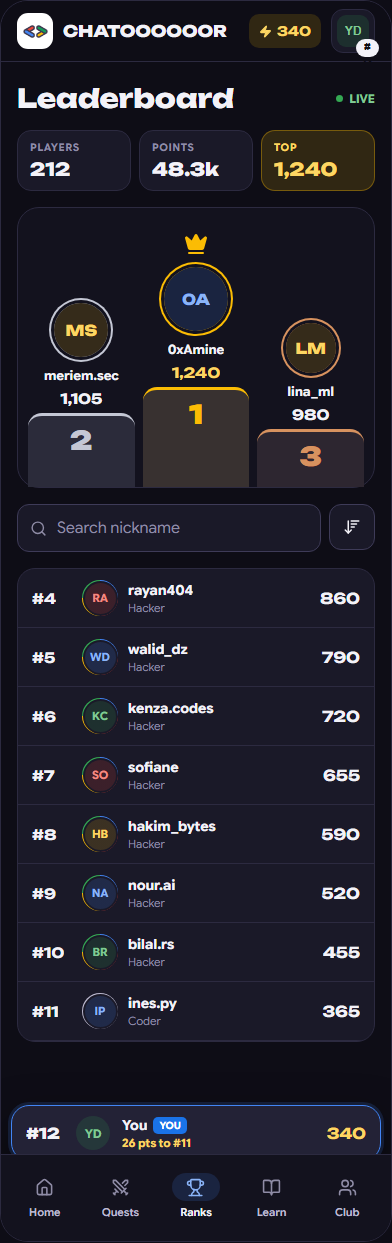 CHATOOOOOOR
340
YD
#
Leaderboard
LIVE
PLAYERS
212
POINTS
48.3k
TOP
1,240
OA
0xAmine
1,240
1
MS
meriem.sec
1,105
2
LM
lina_ml
980
3
Search nickname
#4 RA rayan404 860
Hacker
#5 WD walid_dz 790
Hacker
#6 KC kenza.codes 720
Hacker
#7 SO sofiane 655
Hacker
#8 HB hakim_bytes 590
Hacker
#9 NA nour.ai 520
Hacker
#10 BR bilal.rs 455
Hacker
#11 IP ines.py 365
Coder
#12 YD You YOU 340
26 pts to #11
Home Quests Ranks Learn Club